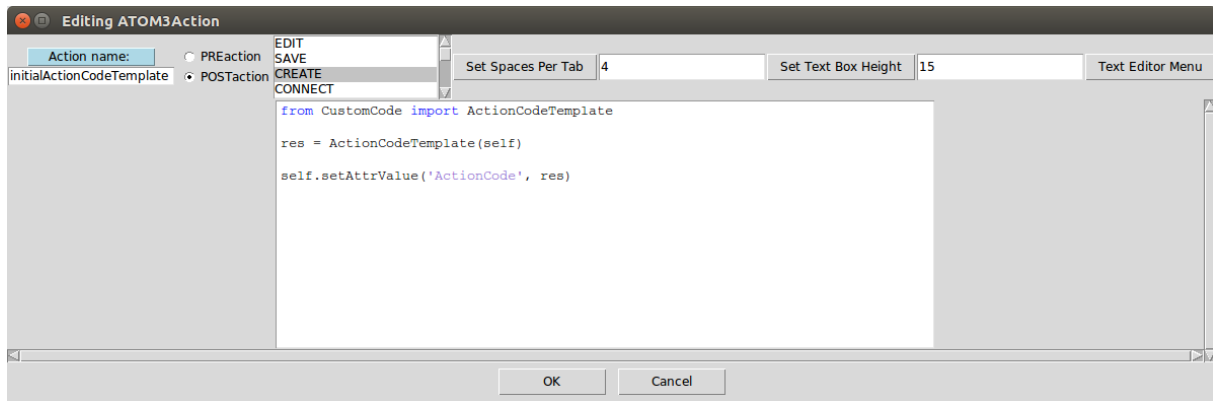 Editing ATOM3Action
Action name:
initialActionCodeTemplate
PREaction
POSTaction
EDIT
SAVE
CREATE
CONNECT
Set Spaces Per Tab
4
Set Text Box Height
15
Text Editor Menu
from CustomCode import ActionCodeTemplate
res = ActionCodeTemplate(self)
self.setAttrValue('ActionCode', res)
OK
Cancel